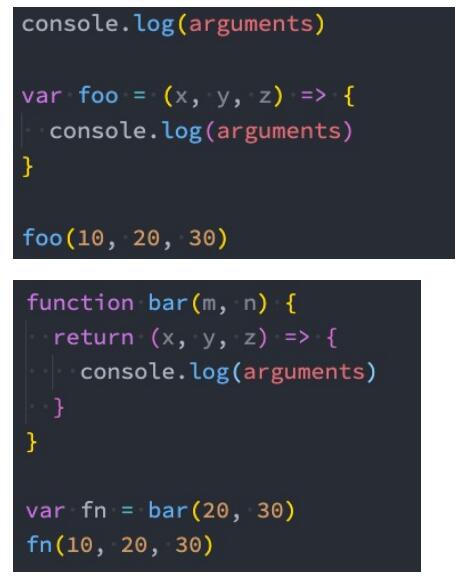 console.log(arguments)
var foo = (x, y, z) => {
console.log(arguments)
}
foo(10, 20, 30)
function bar(m, n) {
return (x, y, z) => {
console.log(arguments)
}
}
var fn = bar(20, 30)
fn(10, 20, 30)